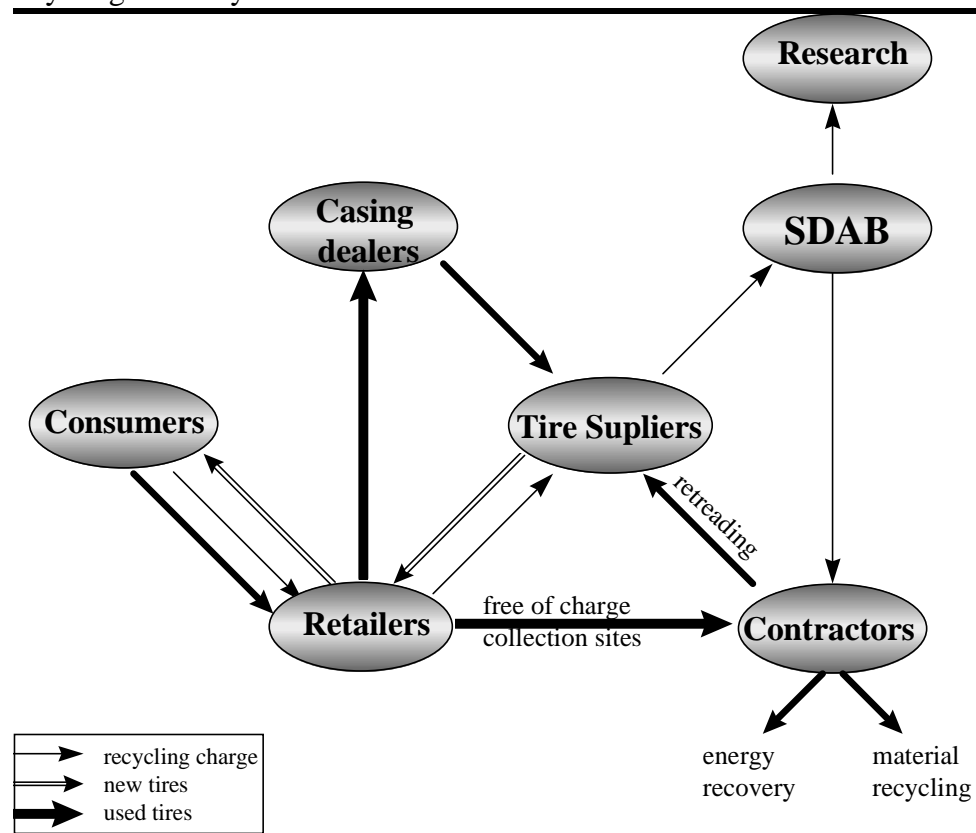 Research
Casing
dealers
SDAB
Consumers
Tire Supliers
retreading
Retailers
free of charge
collection sites
Contractors
recycling charge
new tires
used tires
energy
recovery
material
recycling